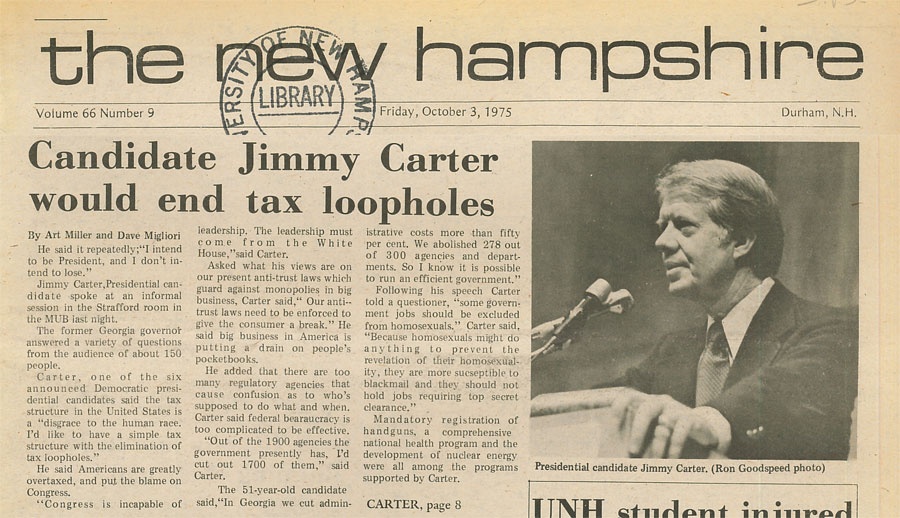 the new hampshire
UNIVERSITY OF NEW HAMP
LIBRARY
Volume 66 Number 9
Friday, October 3, 1975
Durham, N.H.
Candidate Jimmy Carter
would end tax loopholes
By Art Miller and Dave Migliori
He said it repeatedly;“I intend
to be President, and I don't in-
tend to lose.”
Jimmy Carter,Presidential can-
didate spoke at an informal
session in the Strafford room in
the MUB last night.
The former Georgia governor
answered a variety of questions
from the audience of about 150
people.
Carter, one of the six
announced Democratic presi-
dential candidates said the tax
structure in the United States is
a “disgrace to the human race.
I'd like to have a simple tax
structure with the elimination of
tax loopholes.”
He said Americans are greatly
overtaxed, and put the blame on
Congress.
“Congress is incapable of
leadership. The leadership must
come from the White
House,”said Carter.
Asked what his views are on
our present anti-trust laws which
guard against monopolies in big
business, Carter said,“ Our anti-
trust laws need to be enforced to
give the consumer a break.” He
said big business in America is
putting a drain on people's
pocketbooks.
He added that there are too
many regulatory agencies that
cause confusion as to who's
supposed to do what and when.
Carter said federal bearaucracy is
too complicated to be effective.
“Out of the 1900 agencies the
government presently has, I'd
cut out 1700 of them,” said
Carter.
The 51-year-old candidate
said,“In Georgia we cut admin-
istrative costs more than fifty
per cent. We abolished 278 out
of 300 agencies and depart-
ments. So I know it is possible
to run an efficient government.”
Following his speech Carter
told a questioner, “some govern-
ment jobs should be excluded
from homosexuals.” Carter said,
“Because homosexuals might do
anything to prevent the
revelation of their homosexual-
ity, they are more sucseptible to
blackmail and they should not
hold jobs requiring top secret
clearance.”
Mandatory registration of
handguns, a comprehensive
national health program and the
development of nuclear energy
were all among the programs
supported by Carter.
CARTER, page 8
Presidential candidate Jimmy Carter. (Ron Goodspeed photo)
UNH student injured